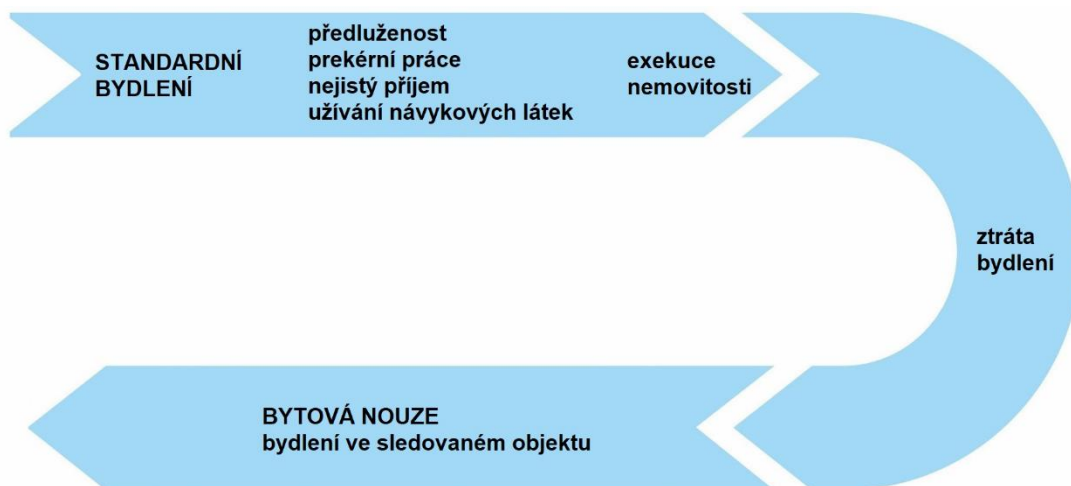 STANDARDNÍ
BYDLENÍ
předluženost
prekérní práce
nejistý příjem
užívání návykových látek
exekuce
nemovitosti
ztráta
bydlení
BYTOVÁ NOUZE
bydlení ve sledovaném objektu